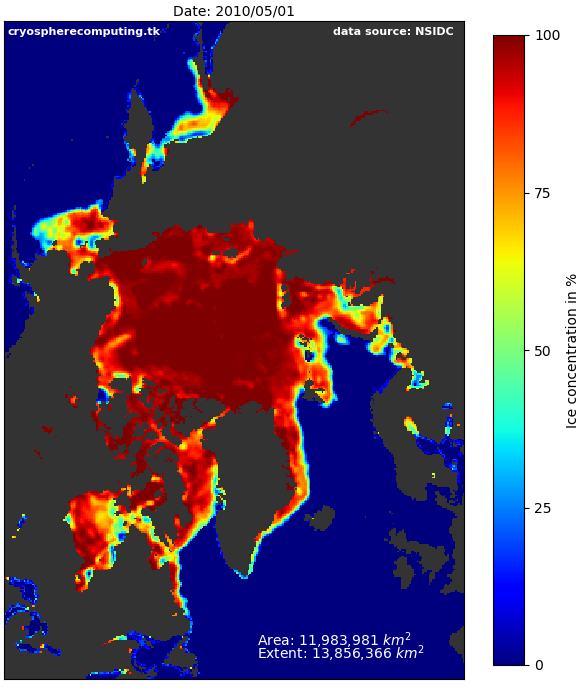 Date: 2010/05/01
cryospherecomputing.tk
data source: NSIDC
100
75
50
25
0
Ice concentration in %
Area: 11,983,981 km²
Extent: 13,856,366 km²